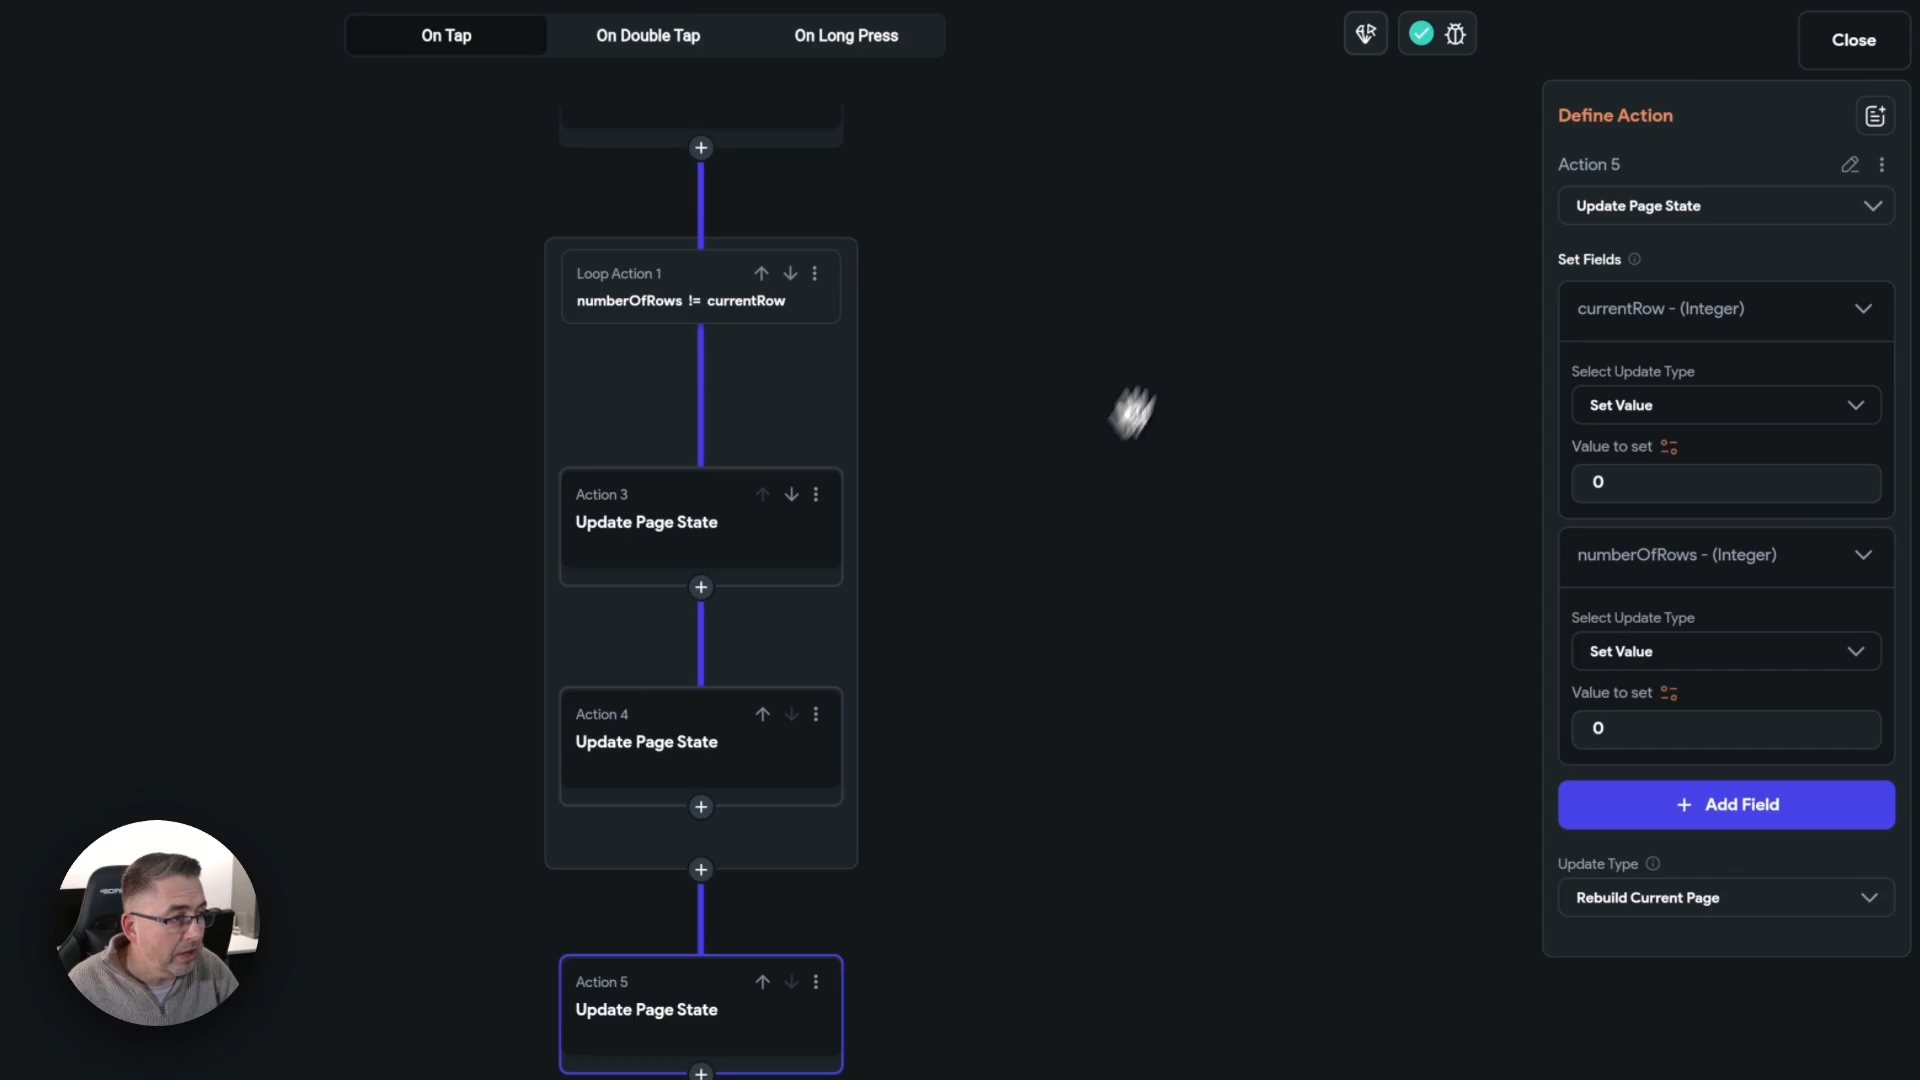 On Tap
On Double Tap
On Long Press
Close
Define Action
Action 5
Update Page State
Set Fields
currentRow - (Integer)
Select Update Type
Set Value
Value to set
0
numberOfRows - (Integer)
Select Update Type
Set Value
Value to set
0
+ Add Field
Update Type
Rebuild Current Page
Loop Action 1
numberOfRows != currentRow
Action 3
Update Page State
Action 4
Update Page State
Action 5
Update Page State